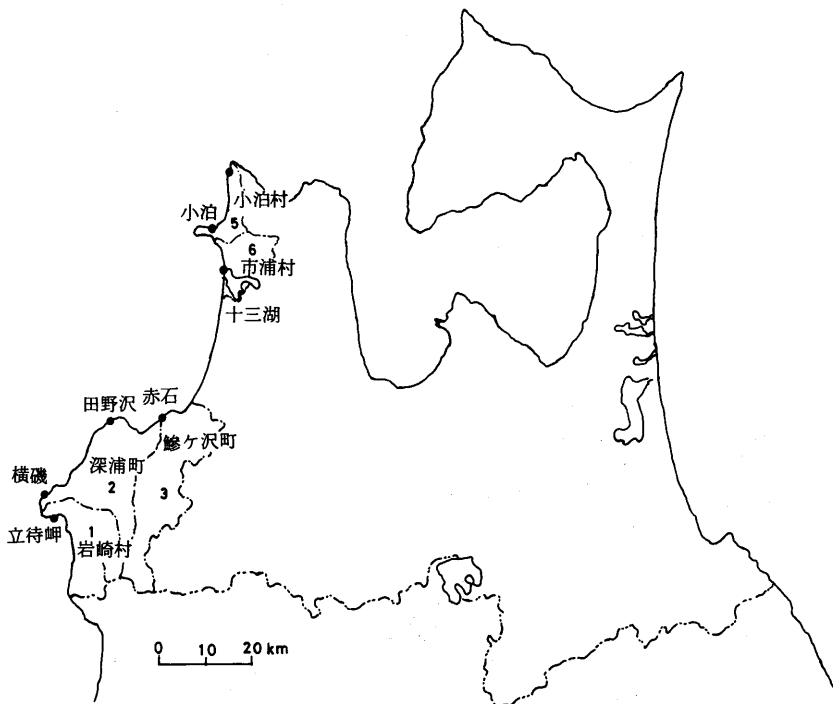 小泊村
小泊
5
6
市浦村
十三湖
田野沢
赤石
鰺ケ沢町
深浦町
2
3
横磯
立待岬
1
岩崎村
0 10 20 km